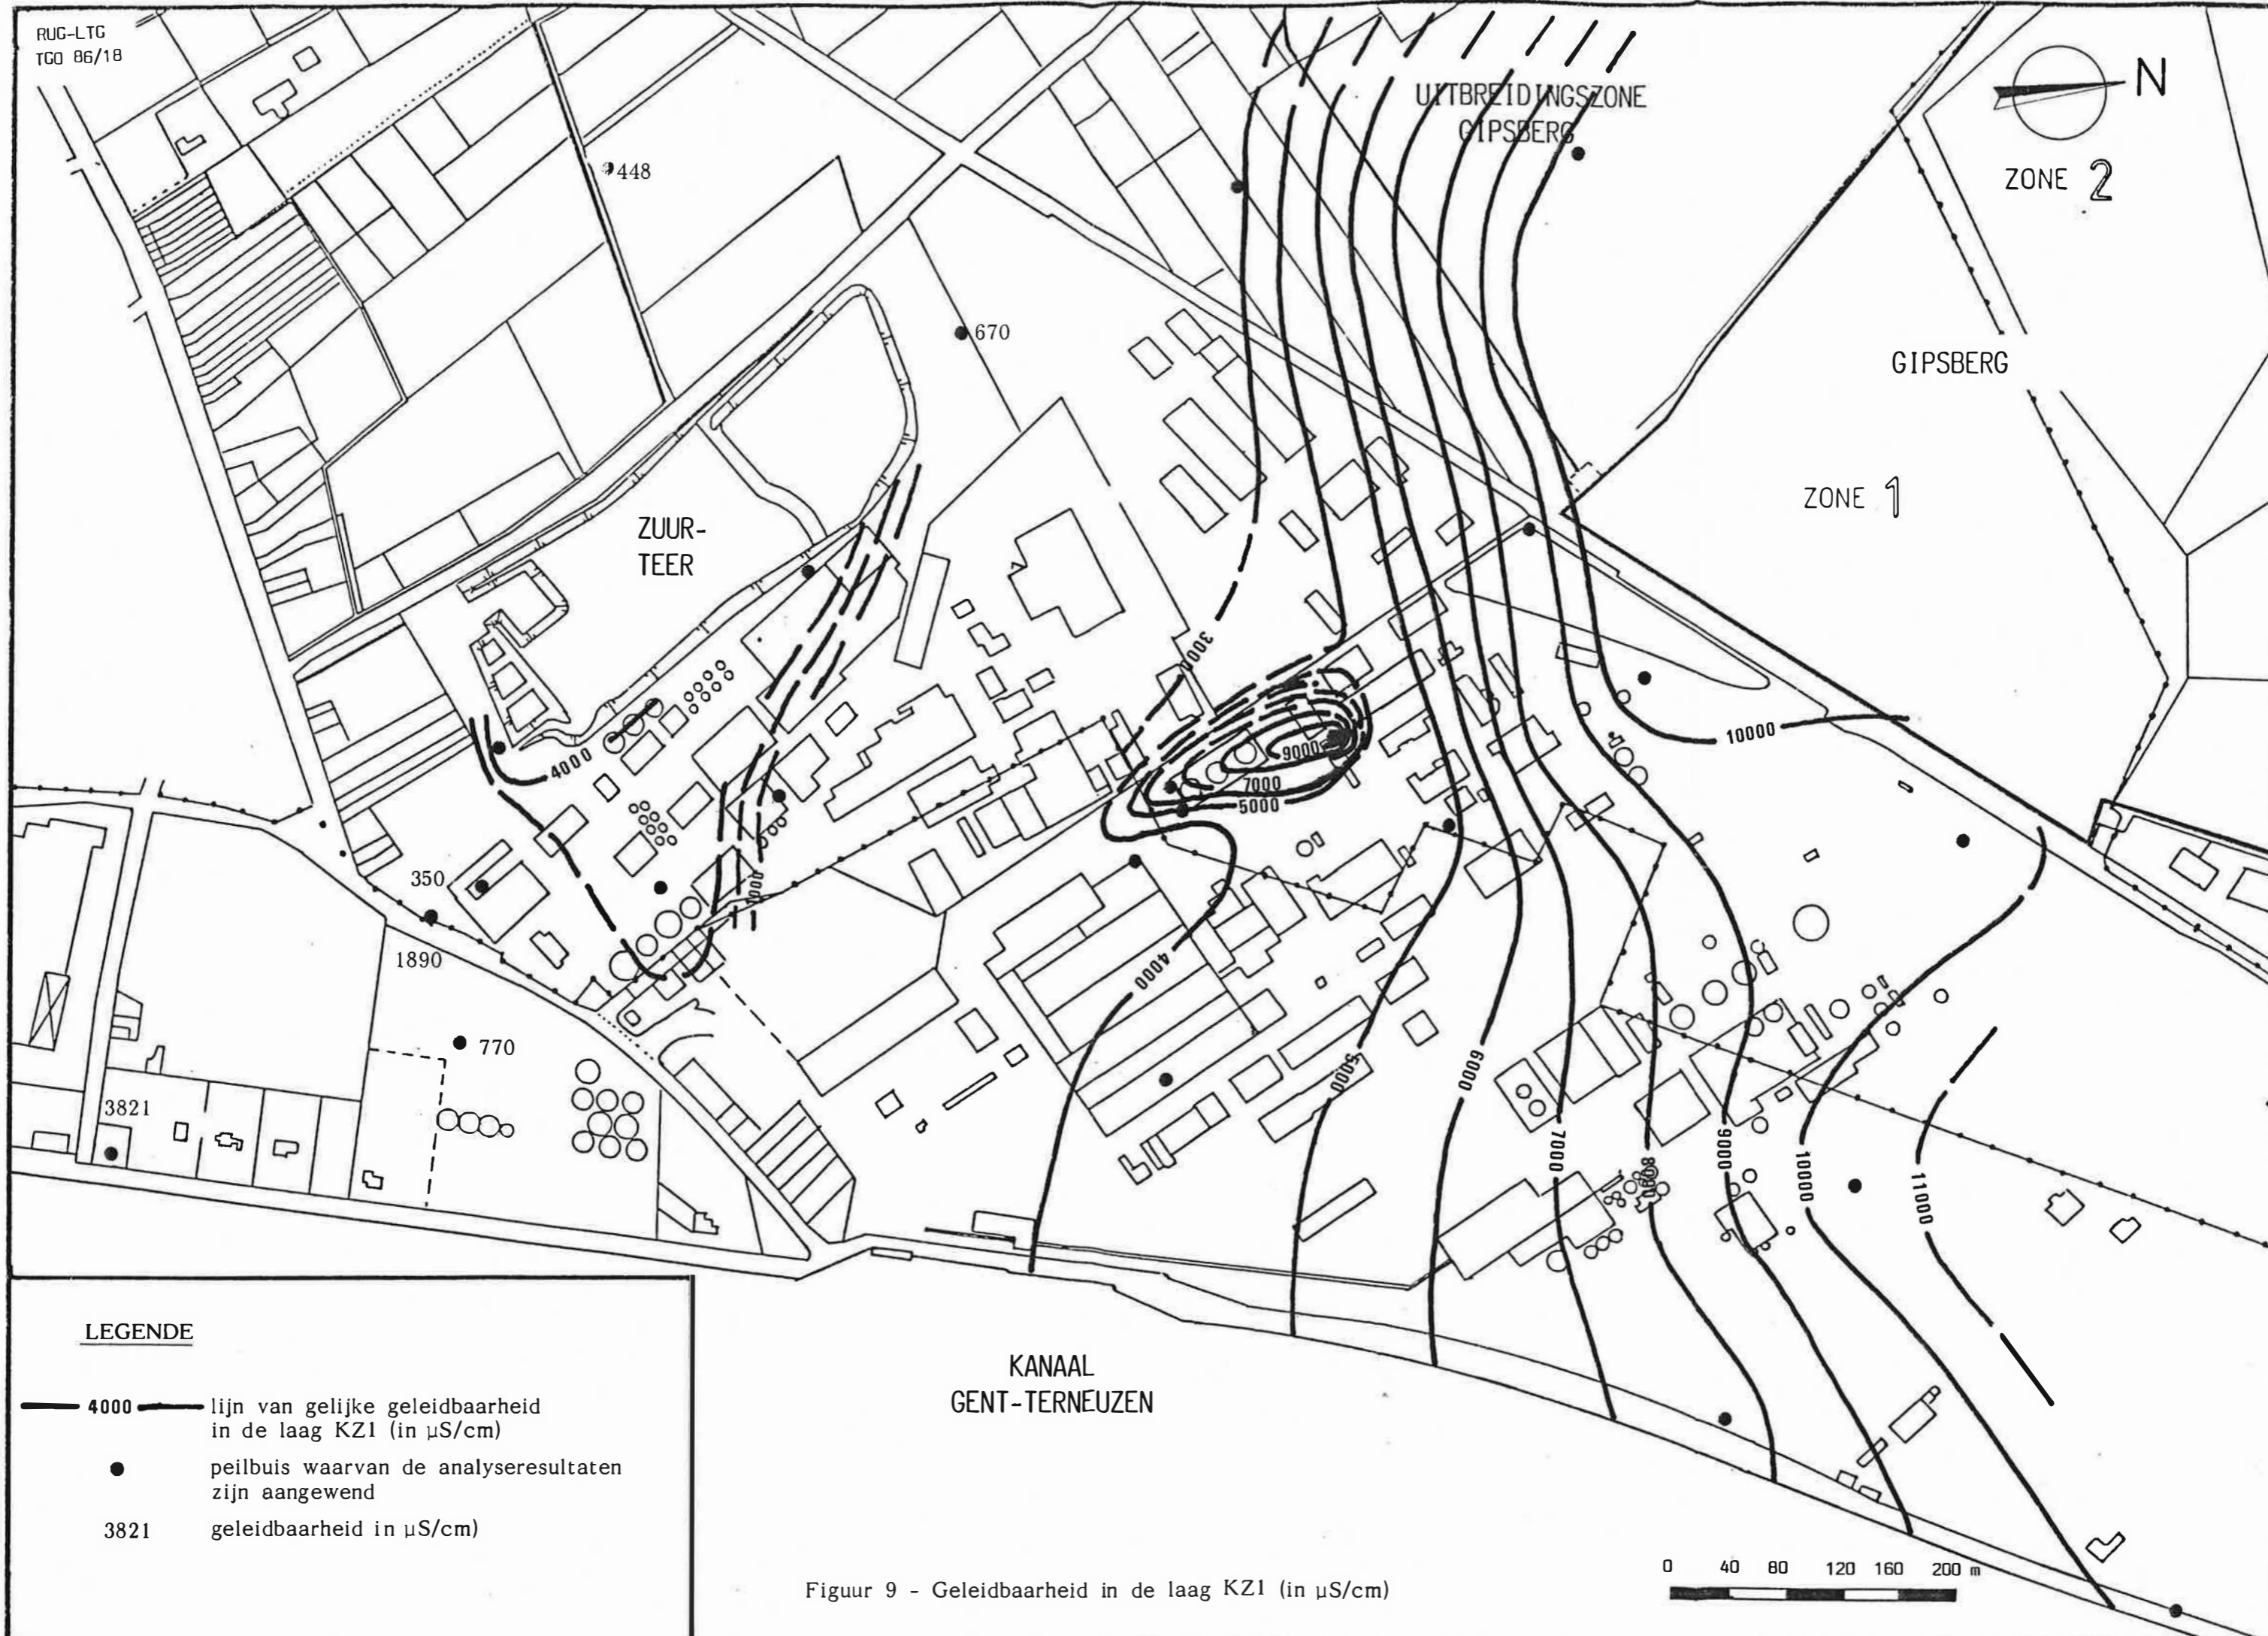 RUG-LTG
TGO 86/18
UITBREIDINGSZONE
GIPSBERG
N
ZONE 2
448
670
GIPSBERG
ZONE 1
ZUUR-
TEER
3000
4000
9000
7000
5000
10000
350
1890
770
3821
4000
5000
6000
7000
8000
9000
10000
11000
LEGENDE
4000 lijn van gelijke geleidbaarheid
in de laag KZ1 (in µS/cm)
peilbuis waarvan de analyseresultaten
zijn aangewend
3821 geleidbaarheid in µS/cm)
KANAAL
GENT-TERNEUZEN
Figuur 9 - Geleidbaarheid in de laag KZ1 (in µS/cm)
0 40 80 120 160 200 m